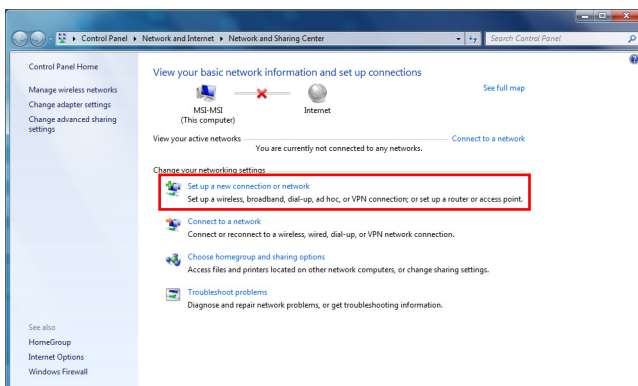 Control Panel ▸ Network and Internet ▸ Network and Sharing Center
Search Control Panel
Control Panel Home
Manage wireless networks
Change adapter settings
Change advanced sharing
settings
See also
HomeGroup
Internet Options
Windows Firewall
View your basic network information and set up connections
See full map
MSI-MSI
(This computer)
Internet
View your active networks
Connect to a network
You are currently not connected to any networks.
Change your networking settings
Set up a new connection or network
Set up a wireless, broadband, dial-up, ad hoc, or VPN connection; or set up a router or access point.
Connect to a network
Connect or reconnect to a wireless, wired, dial-up, or VPN network connection.
Choose homegroup and sharing options
Access files and printers located on other network computers, or change sharing settings.
Troubleshoot problems
Diagnose and repair network problems, or get troubleshooting information.